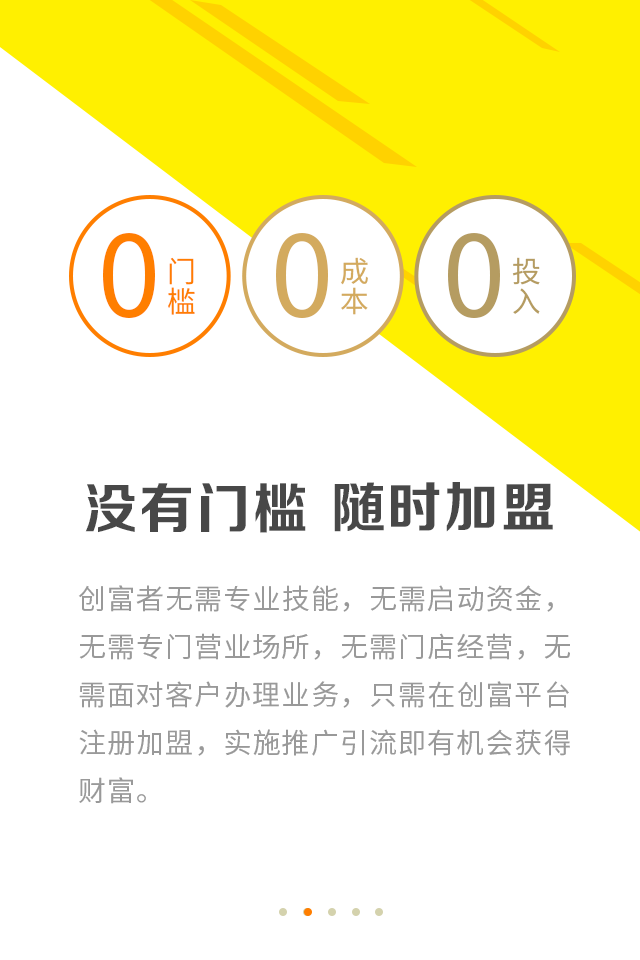 0门槛
0成本
0投入
没有门槛 随时加盟
创富者无需专业技能，无需启动资金，
无需专门营业场所，无需门店经营，无
需面对客户办理业务，只需在创富平台
注册加盟，实施推广引流即有机会获得
财富。